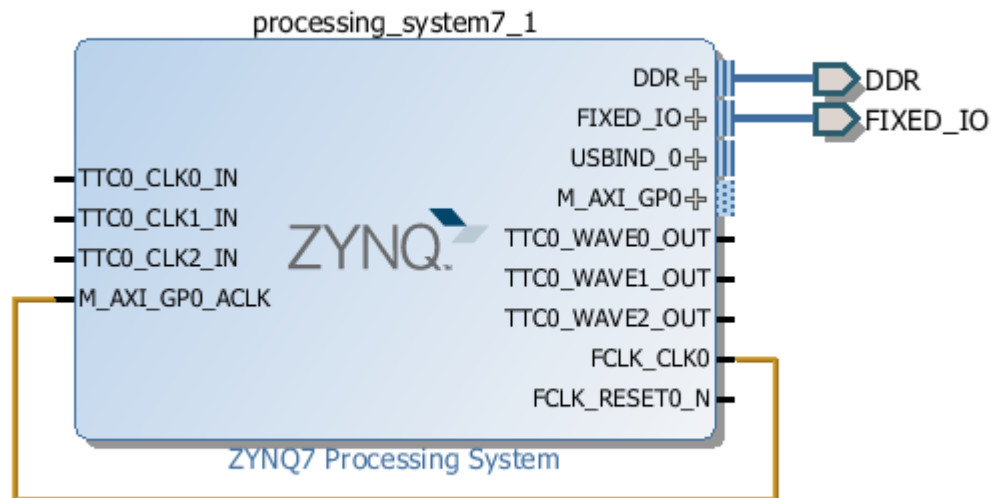 processing_system7_1
DDR
FIXED_IO
USBIND_0
M_AXI_GP0
TTC0_WAVE0_OUT
TTC0_WAVE1_OUT
TTC0_WAVE2_OUT
FCLK_CLK0
FCLK_RESET0_N
TTC0_CLK0_IN
TTC0_CLK1_IN
TTC0_CLK2_IN
M_AXI_GP0_ACLK
ZYNQ™
DDR
FIXED_IO
ZYNQ7 Processing System